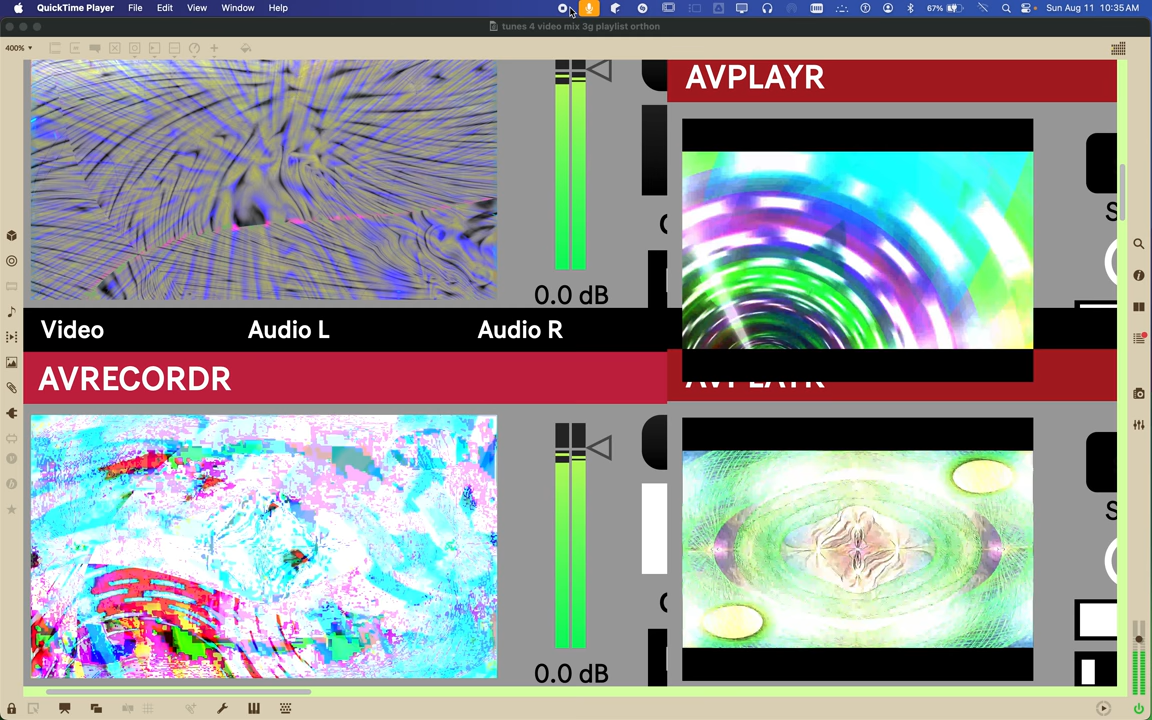 QuickTime Player File Edit View Window Help 67% Sun Aug 11 10:35 AM
tunes 4 video mix 3g playlist orthon
400%
AVPLAYR
0.0 dB
Video Audio L Audio R
AVRECORDR
AVPLAYR
0.0 dB